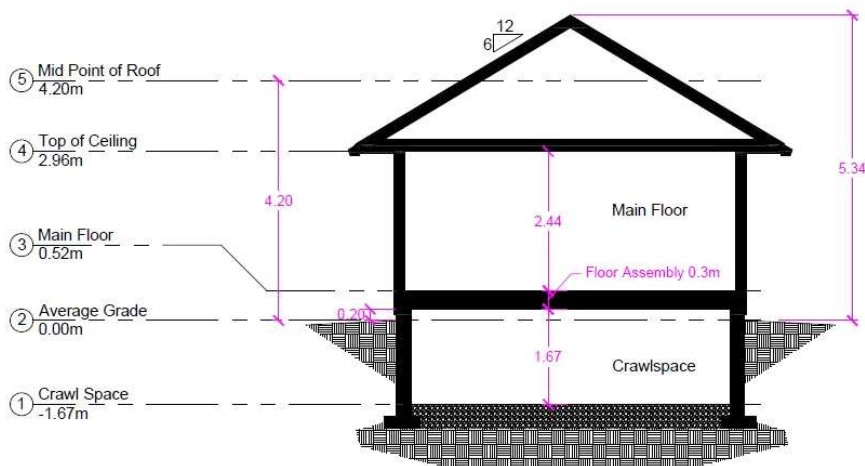 12
6
5 Mid Point of Roof
4.20m
4 Top of Ceiling
2.96m
5.34
4.20
2.44
Main Floor
3 Main Floor
0.52m
Floor Assembly 0.3m
2 Average Grade
0.00m
0.20
1.67
Crawlspace
1 Crawl Space
-1.67m